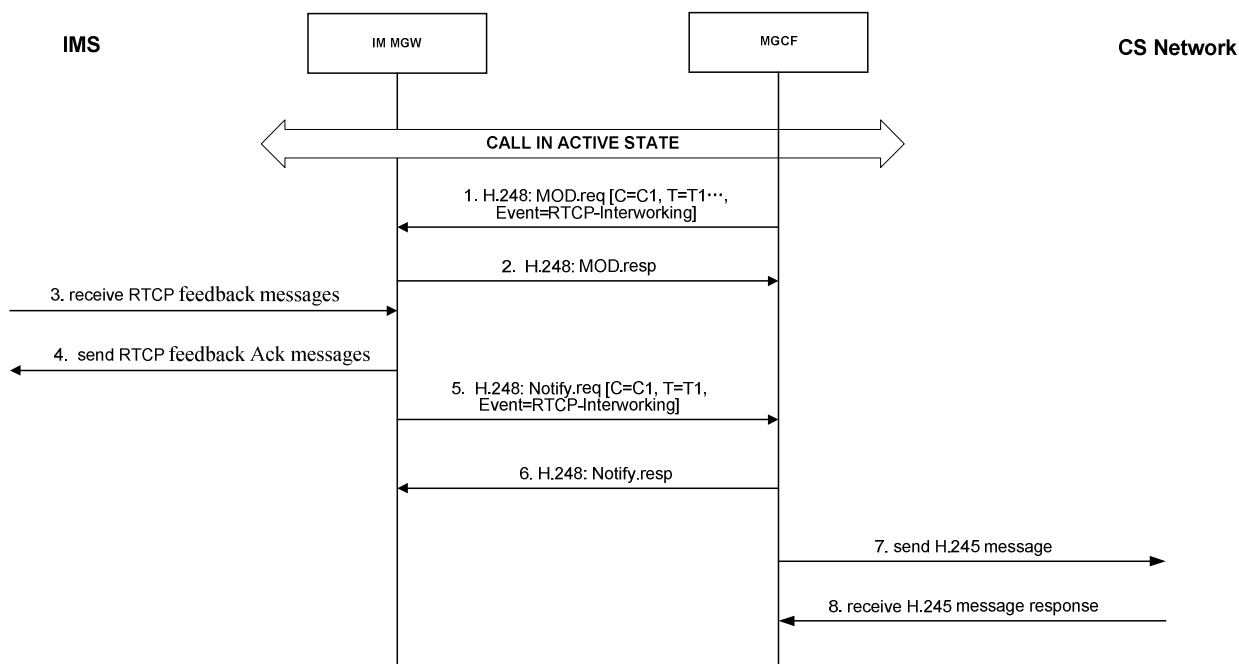 IMS
IM MGW
MGCF
CS Network
CALL IN ACTIVE STATE
1. H.248: MOD.req [C=C1, T=T1…,
Event=RTCP-Interworking]
2. H.248: MOD.resp
3. receive RTCP feedback messages
4. send RTCP feedback Ack messages
5. H.248: Notify.req [C=C1, T=T1,
Event=RTCP-Interworking]
6. H.248: Notify.resp
7. send H.245 message
8. receive H.245 message response